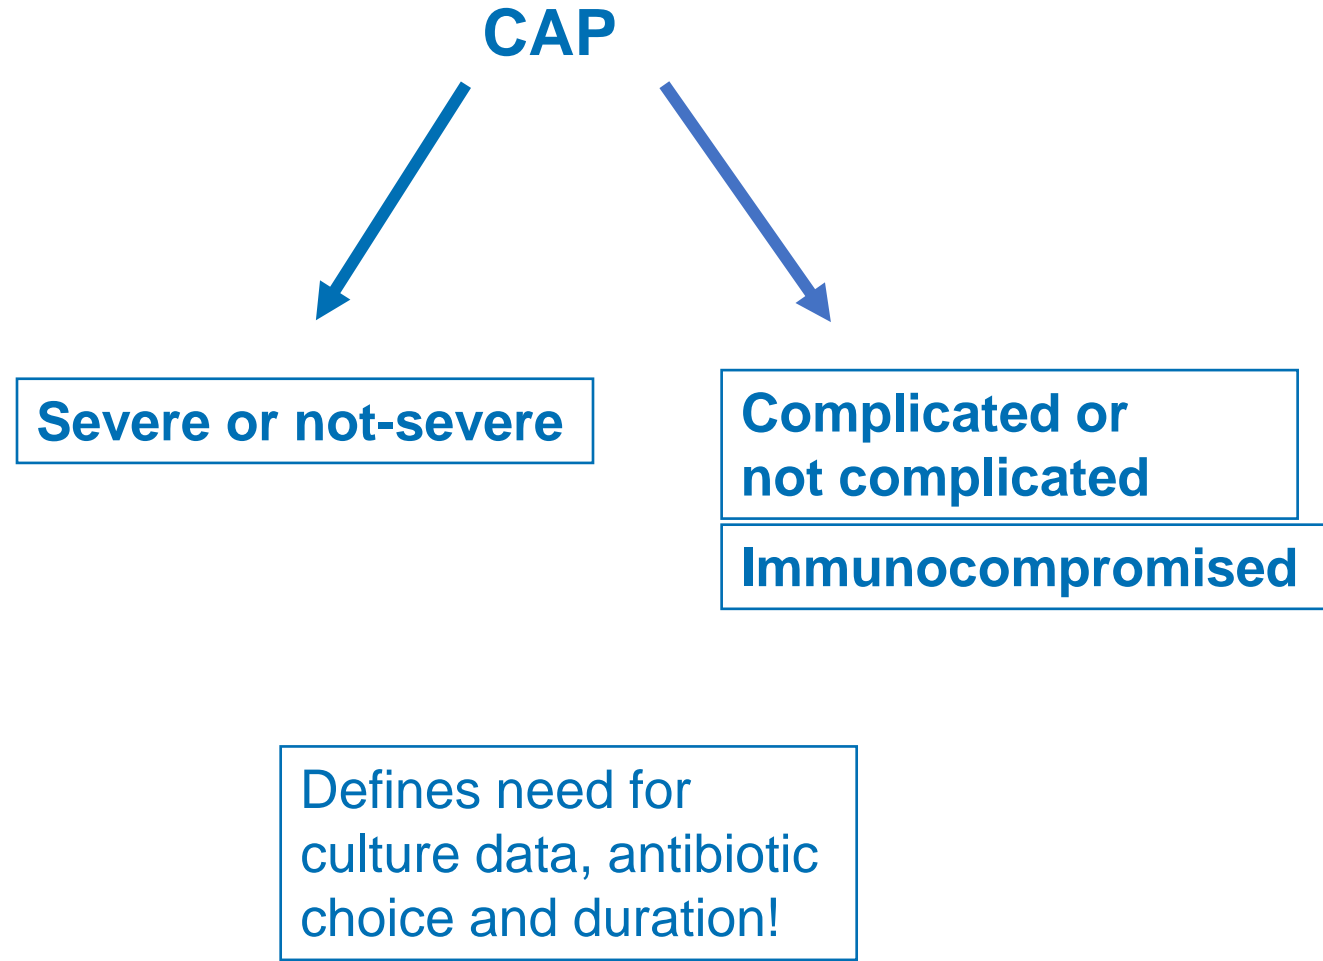 CAP
Severe or not-severe
Complicated or
not complicated
Immunocompromised
Defines need for
culture data, antibiotic
choice and duration!